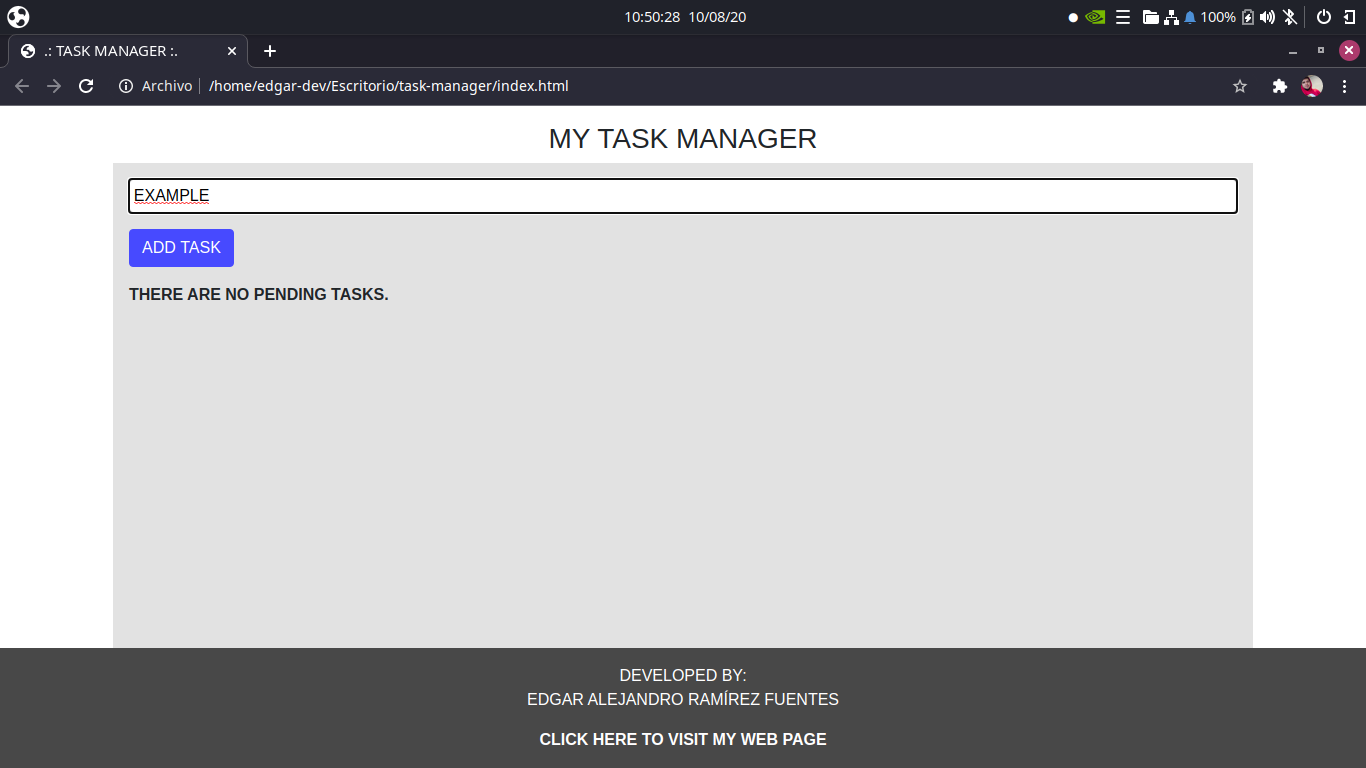 10:50:28 10/08/20
100%
.: TASK MANAGER :.
Archivo /home/edgar-dev/Escritorio/task-manager/index.html
MY TASK MANAGER
EXAMPLE
ADD TASK
THERE ARE NO PENDING TASKS.
DEVELOPED BY:
EDGAR ALEJANDRO RAMÍREZ FUENTES
CLICK HERE TO VISIT MY WEB PAGE